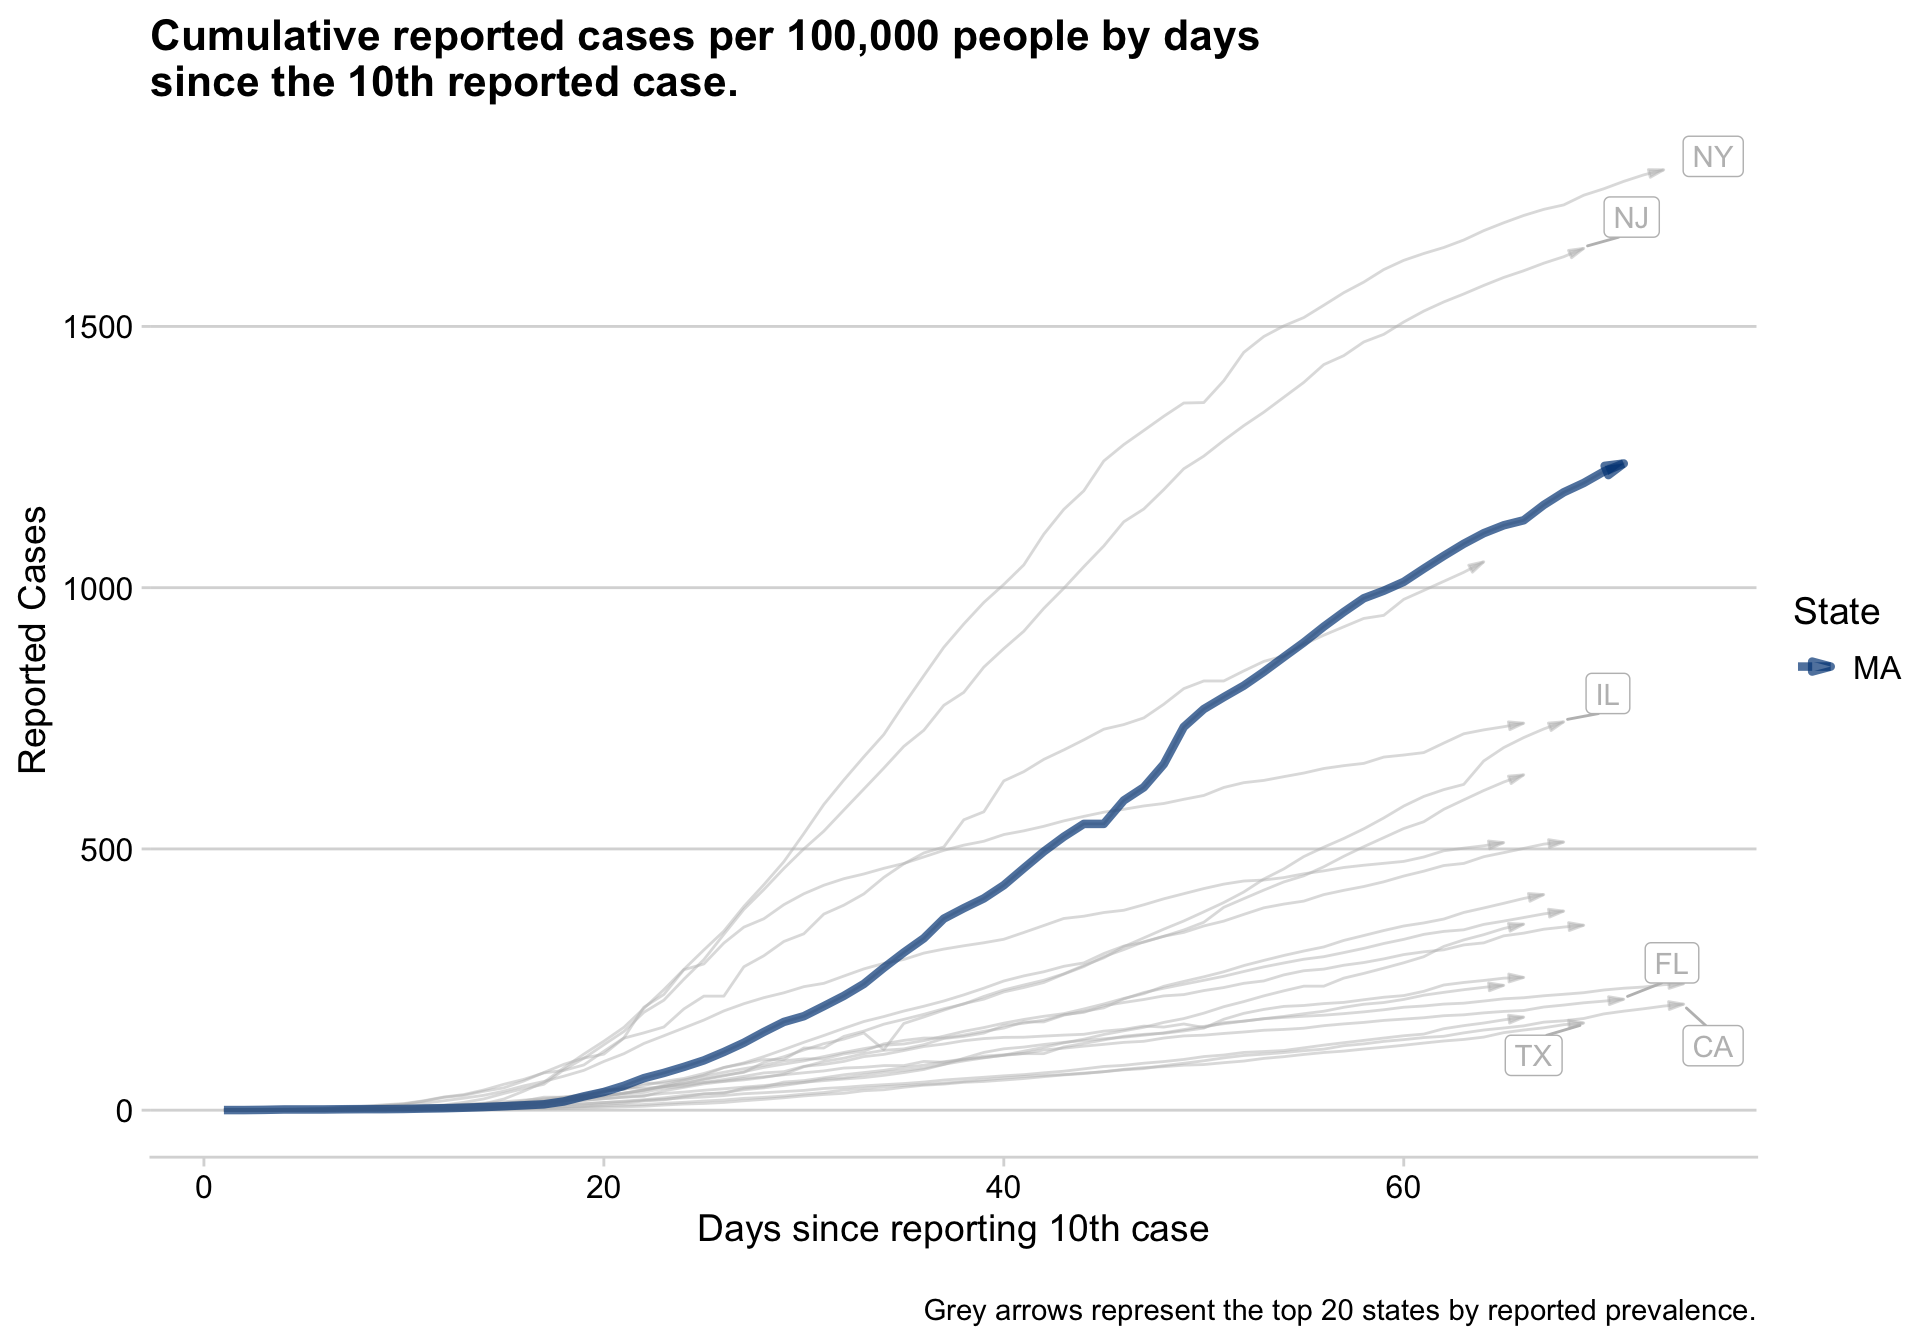 Cumulative reported cases per 100,000 people by days
since the 10th reported case.
NY
NJ
1500
1000
500
0
Reported Cases
IL
FL
TX
CA
State
MA
0
20
40
60
Days since reporting 10th case
Grey arrows represent the top 20 states by reported prevalence.